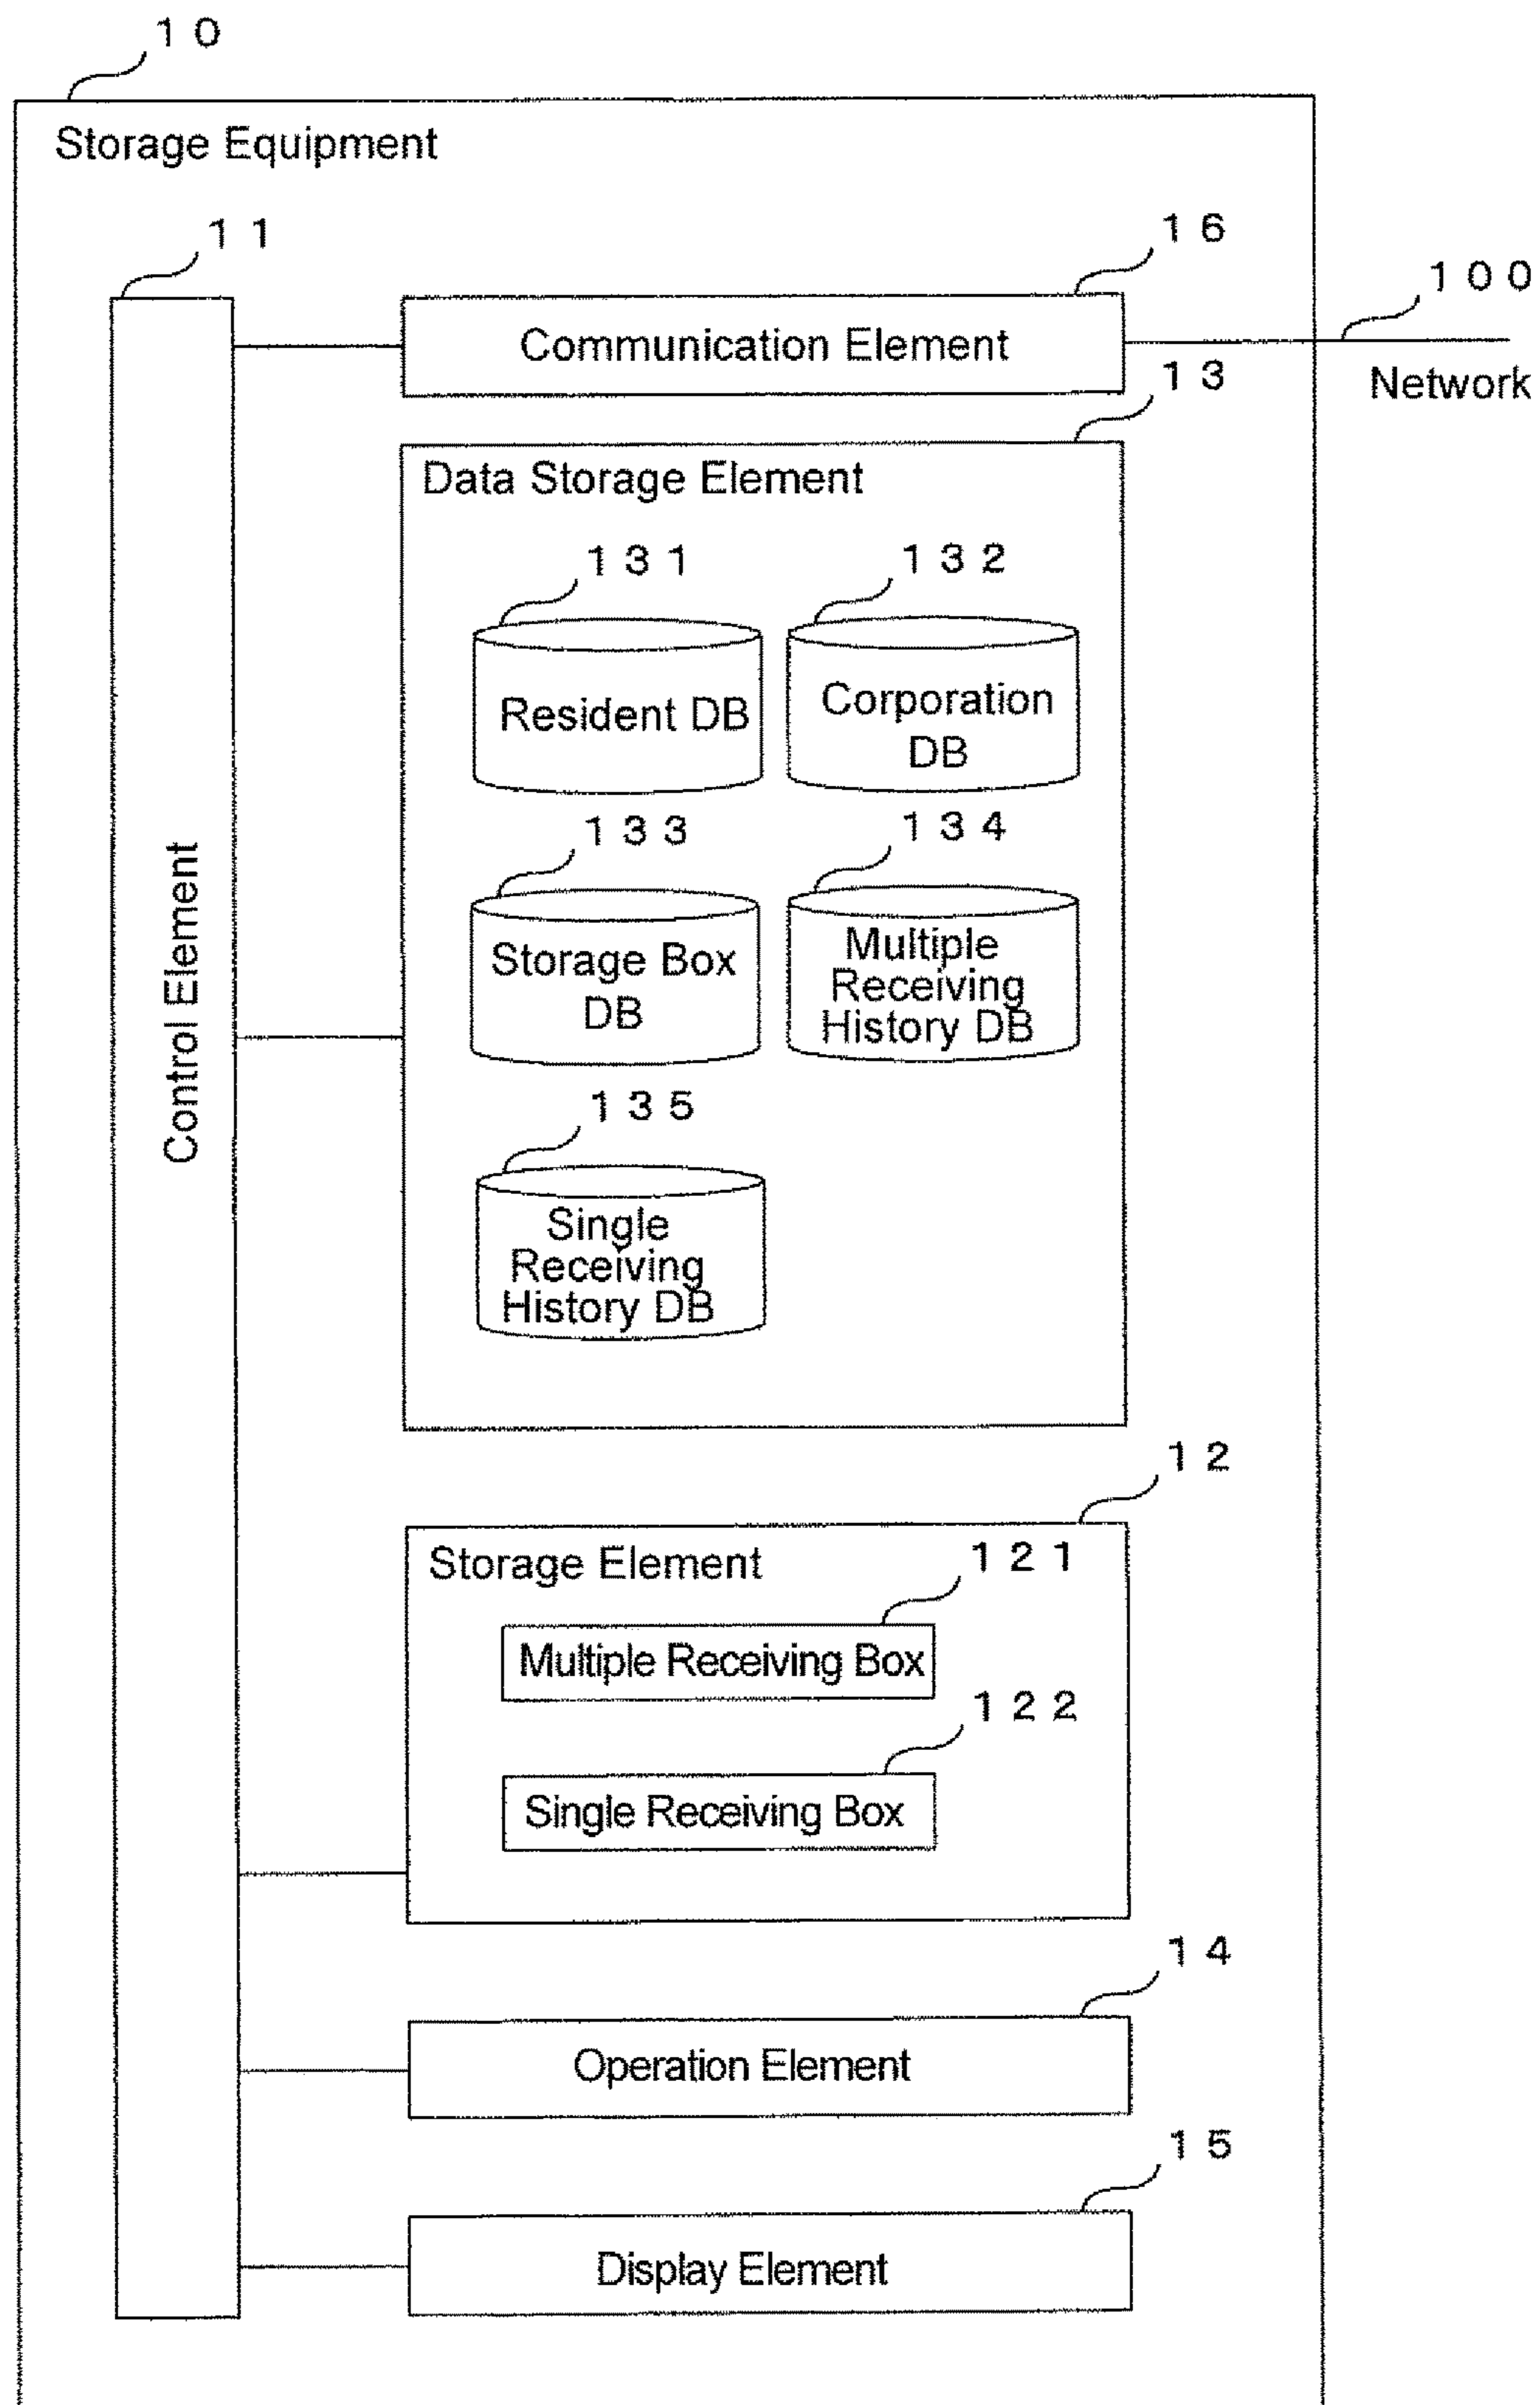 10
Storage Equipment
11
16
100
Communication Element
Network
13
Data Storage Element
131
132
Resident DB
Corporation
DB
133
134
Storage Box
DB
Multiple
Receiving
History DB
Control Element
135
Single
Receiving
History DB
12
Storage Element
121
Multiple Receiving Box
122
Single Receiving Box
14
Operation Element
15
Display Element